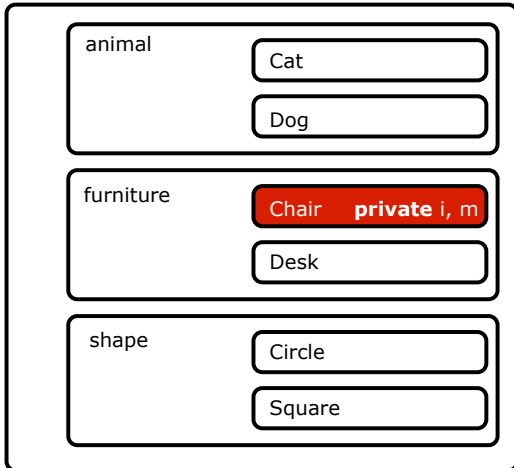 animal
Cat
Dog
furniture
Chair private i, m
Desk
shape
Circle
Square